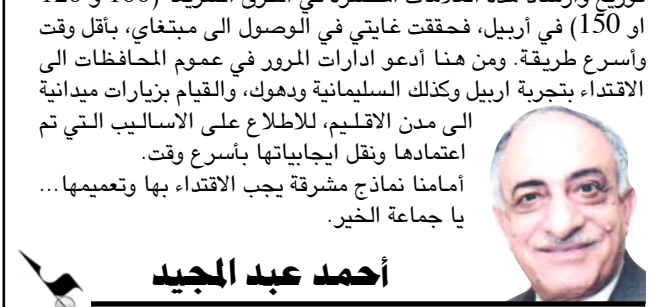 او 150) في أربيل، فحققت غايتي في الوصول الى مبتغاي، بأقل وقت
وأسرع طريقة. ومن هنا أدعو ادارات المرور في عموم المحافظات الى
الاقتداء بتجربة اربيل وكذلك السليمانية ودهوك، والقيام بزيارات ميدانية
الى مدن الاقليم، للاطلاع على الاساليب التي تم
اعتمادها ونقل ايجابياتها بأسرع وقت.
أمامنا نماذج مشرقة يجب الاقتداء بها وتعميمها...
يا جماعة الخير.
أحمد عبد المجيد